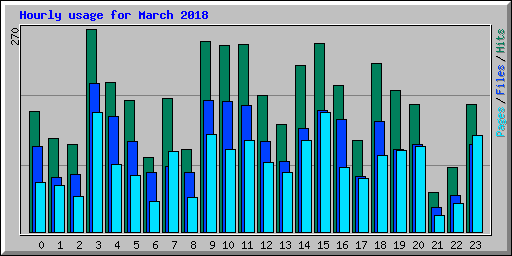 Hourly usage for March 2018
270
Pages/Files/Hits
0 1 2 3 4 5 6 7 8 9 10 11 12 13 14 15 16 17 18 19 20 21 22 23